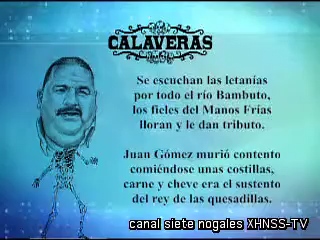 CALAVERAS
Se escuchan las letanías
por todo el río Bambuto,
los fieles del Manos Frías
lloran y le dan tributo.
Juan Gómez murió contento
comiéndose unas costillas,
carne y cheve era el sustento
del rey de las quesadillas.
canal siete nogales XHNSS-TV